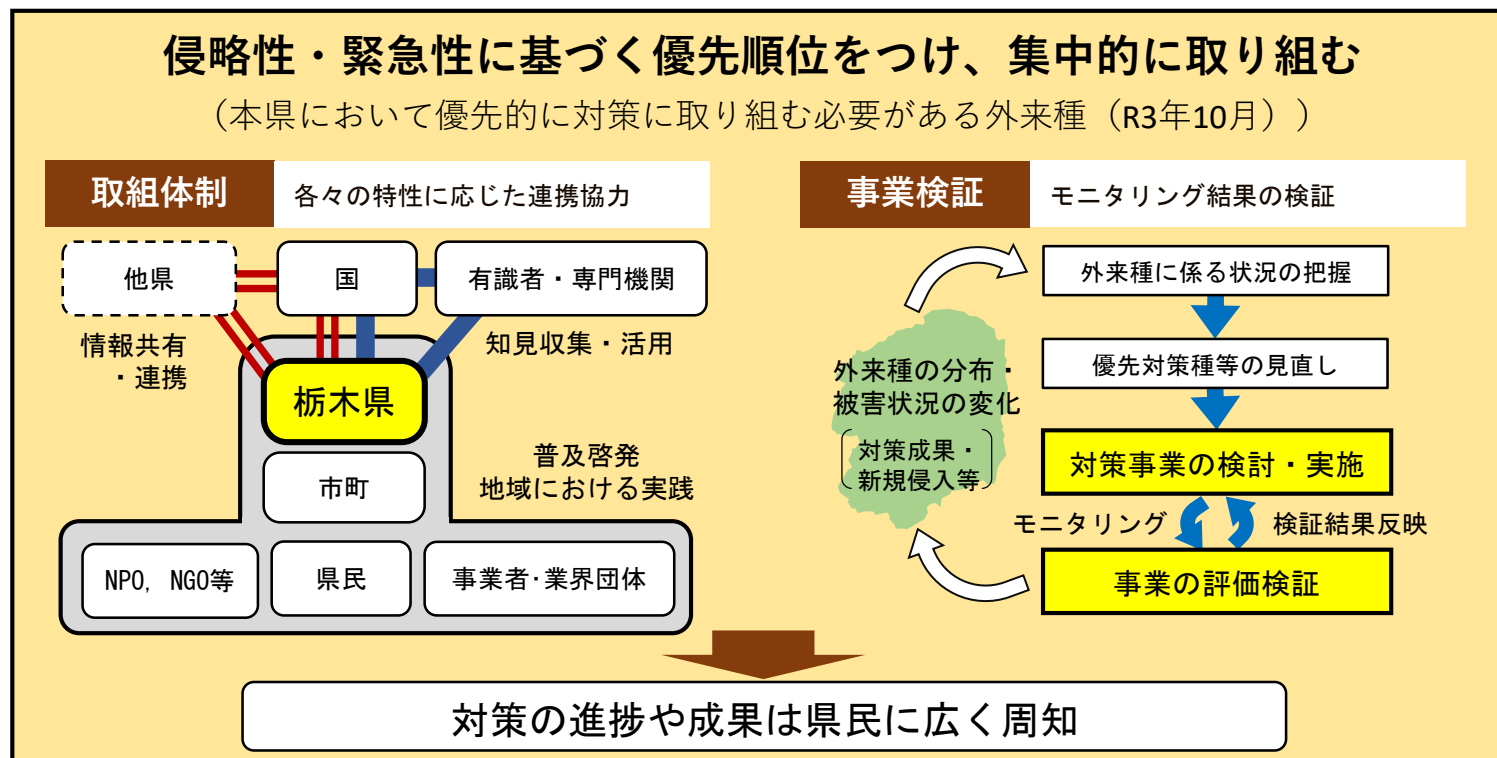 侵略性・緊急性に基づく優先順位をつけ、集中的に取り組む
（本県において優先的に対策に取り組む必要がある外来種（R3年10月））
取組体制
各々の特性に応じた連携協力
他県
国
有識者・専門機関
情報共有
・連携
知見収集・活用
栃木県
普及啓発
地域における実践
市町
NPO, NGO等
県民
事業者・業界団体
事業検証
モニタリング結果の検証
外来種に係る状況の把握
優先対策種等の見直し
外来種の分布・
被害状況の変化
対策成果・
新規侵入等
対策事業の検討・実施
モニタリング
検証結果反映
事業の評価検証
対策の進捗や成果は県民に広く周知